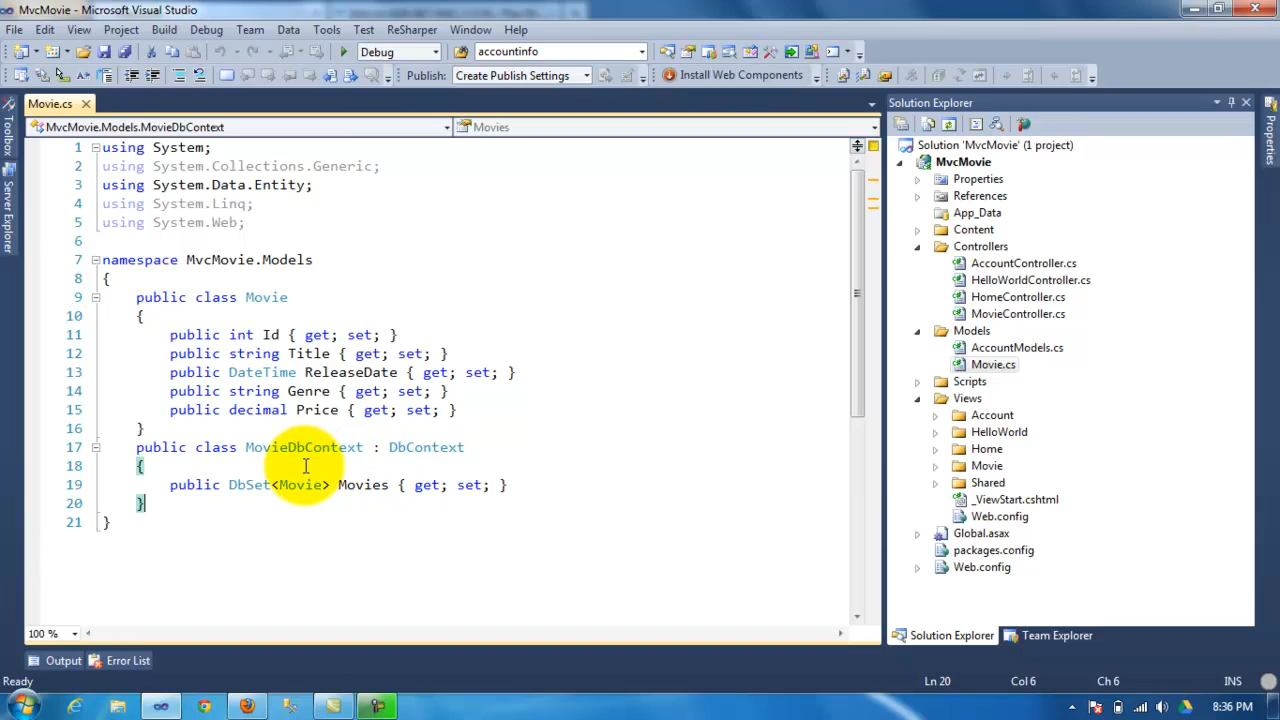 MvcMovie - Microsoft Visual Studio
File Edit View Project Build Debug Team Data Tools Test ReSharper Window Help
Debug accountinfo
Publish: Create Publish Settings Install Web Components
Movie.cs
MvcMovie.Models.MovieDbContext Movies
1 using System;
2 using System.Collections.Generic;
3 using System.Data.Entity;
4 using System.Linq;
5 using System.Web;
6
7 namespace MvcMovie.Models
8 {
9 public class Movie
10 {
11 public int Id { get; set; }
12 public string Title { get; set; }
13 public DateTime ReleaseDate { get; set; }
14 public string Genre { get; set; }
15 public decimal Price { get; set; }
16 }
17 public class MovieDbContext : DbContext
18 {
19 public DbSet<Movie> Movies { get; set; }
20 }
21 }
100 %
Toolbox
Server Explorer
Solution Explorer
Solution 'MvcMovie' (1 project)
MvcMovie
Properties
References
App_Data
Content
Controllers
AccountController.cs
HelloWorldController.cs
HomeController.cs
MovieController.cs
Models
AccountModels.cs
Movie.cs
Scripts
Views
Account
HelloWorld
Home
Movie
Shared
_ViewStart.cshtml
Web.config
Global.asax
packages.config
Web.config
Solution Explorer Team Explorer
Properties
Output Error List
Ready Ln 20 Col 6 Ch 6 INS
8:36 PM